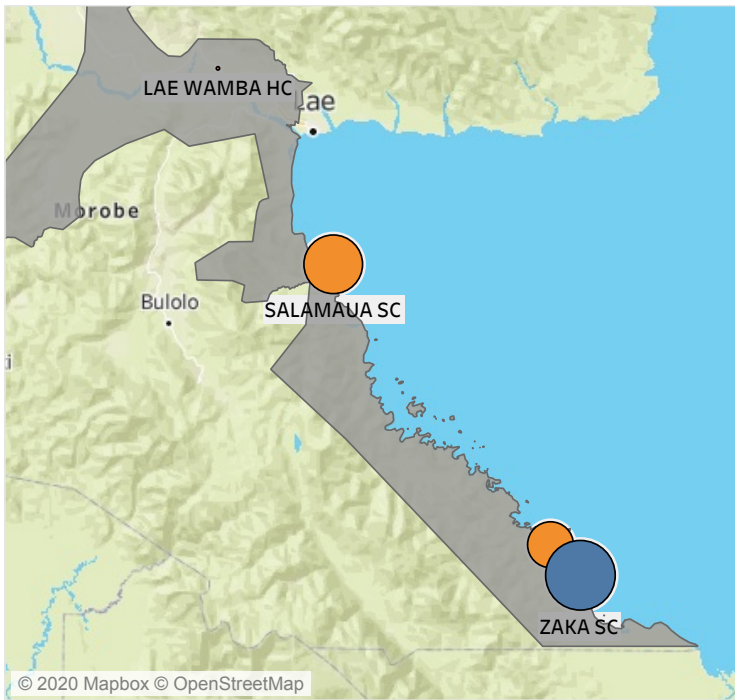 LAE WAMBA HC
Lae
Morobe
Bulolo
SALAMAUA SC
ZAKA SC
© 2020 Mapbox © OpenStreetMap